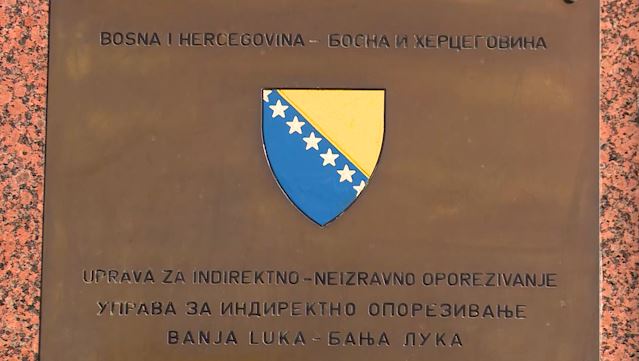 BOSNA I HERCEGOVINA - БОСНА И ХЕРЦЕГОВИНА
UPRAVA ZA INDIREKTNO - NEIZRAVNO OPOREZIVANJE
УПРАВА ЗА ИНДИРЕКТНО ОПОРЕЗИВАЊЕ
BANJA LUKA - БАЊА ЛУКА